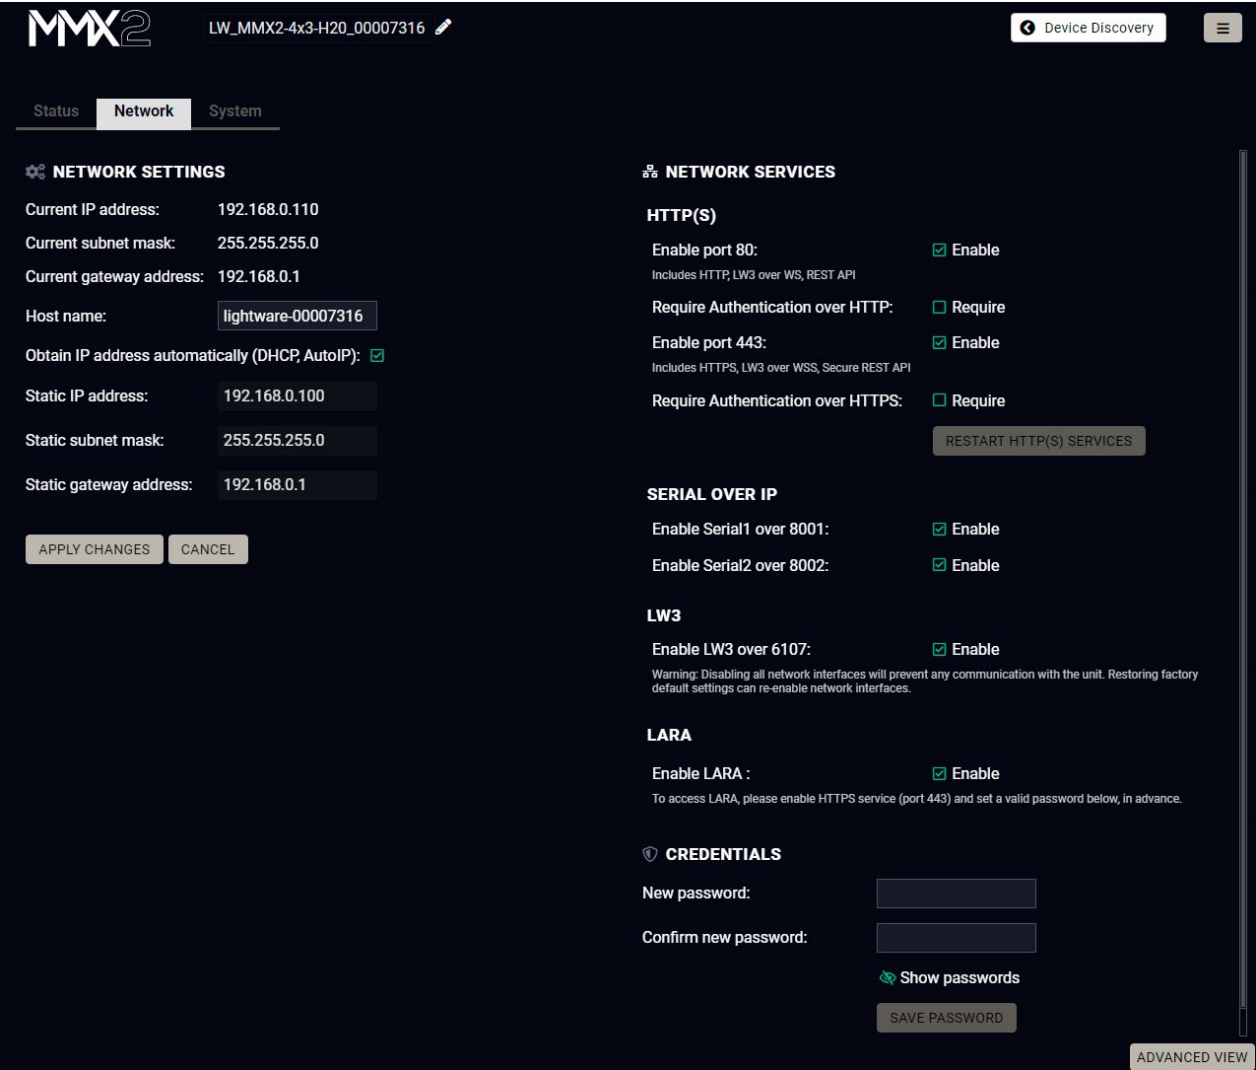 MMX2
LW_MMX2-4x3-H20_00007316
Device Discovery
Status
Network
System
NETWORK SETTINGS
Current IP address: 192.168.0.110
Current subnet mask: 255.255.255.0
Current gateway address: 192.168.0.1
Host name: lightware-00007316
Obtain IP address automatically (DHCP, AutoIP):
Static IP address: 192.168.0.100
Static subnet mask: 255.255.255.0
Static gateway address: 192.168.0.1
APPLY CHANGES
CANCEL
NETWORK SERVICES
HTTP(S)
Enable port 80: Enable
Includes HTTP, LW3 over WS, REST API
Require Authentication over HTTP: Require
Enable port 443: Enable
Includes HTTPS, LW3 over WSS, Secure REST API
Require Authentication over HTTPS: Require
RESTART HTTP(S) SERVICES
SERIAL OVER IP
Enable Serial1 over 8001: Enable
Enable Serial2 over 8002: Enable
LW3
Enable LW3 over 6107: Enable
Warning: Disabling all network interfaces will prevent any communication with the unit. Restoring factory
default settings can re-enable network interfaces.
LARA
Enable LARA : Enable
To access LARA, please enable HTTPS service (port 443) and set a valid password below, in advance.
CREDENTIALS
New password:
Confirm new password:
Show passwords
SAVE PASSWORD
ADVANCED VIEW